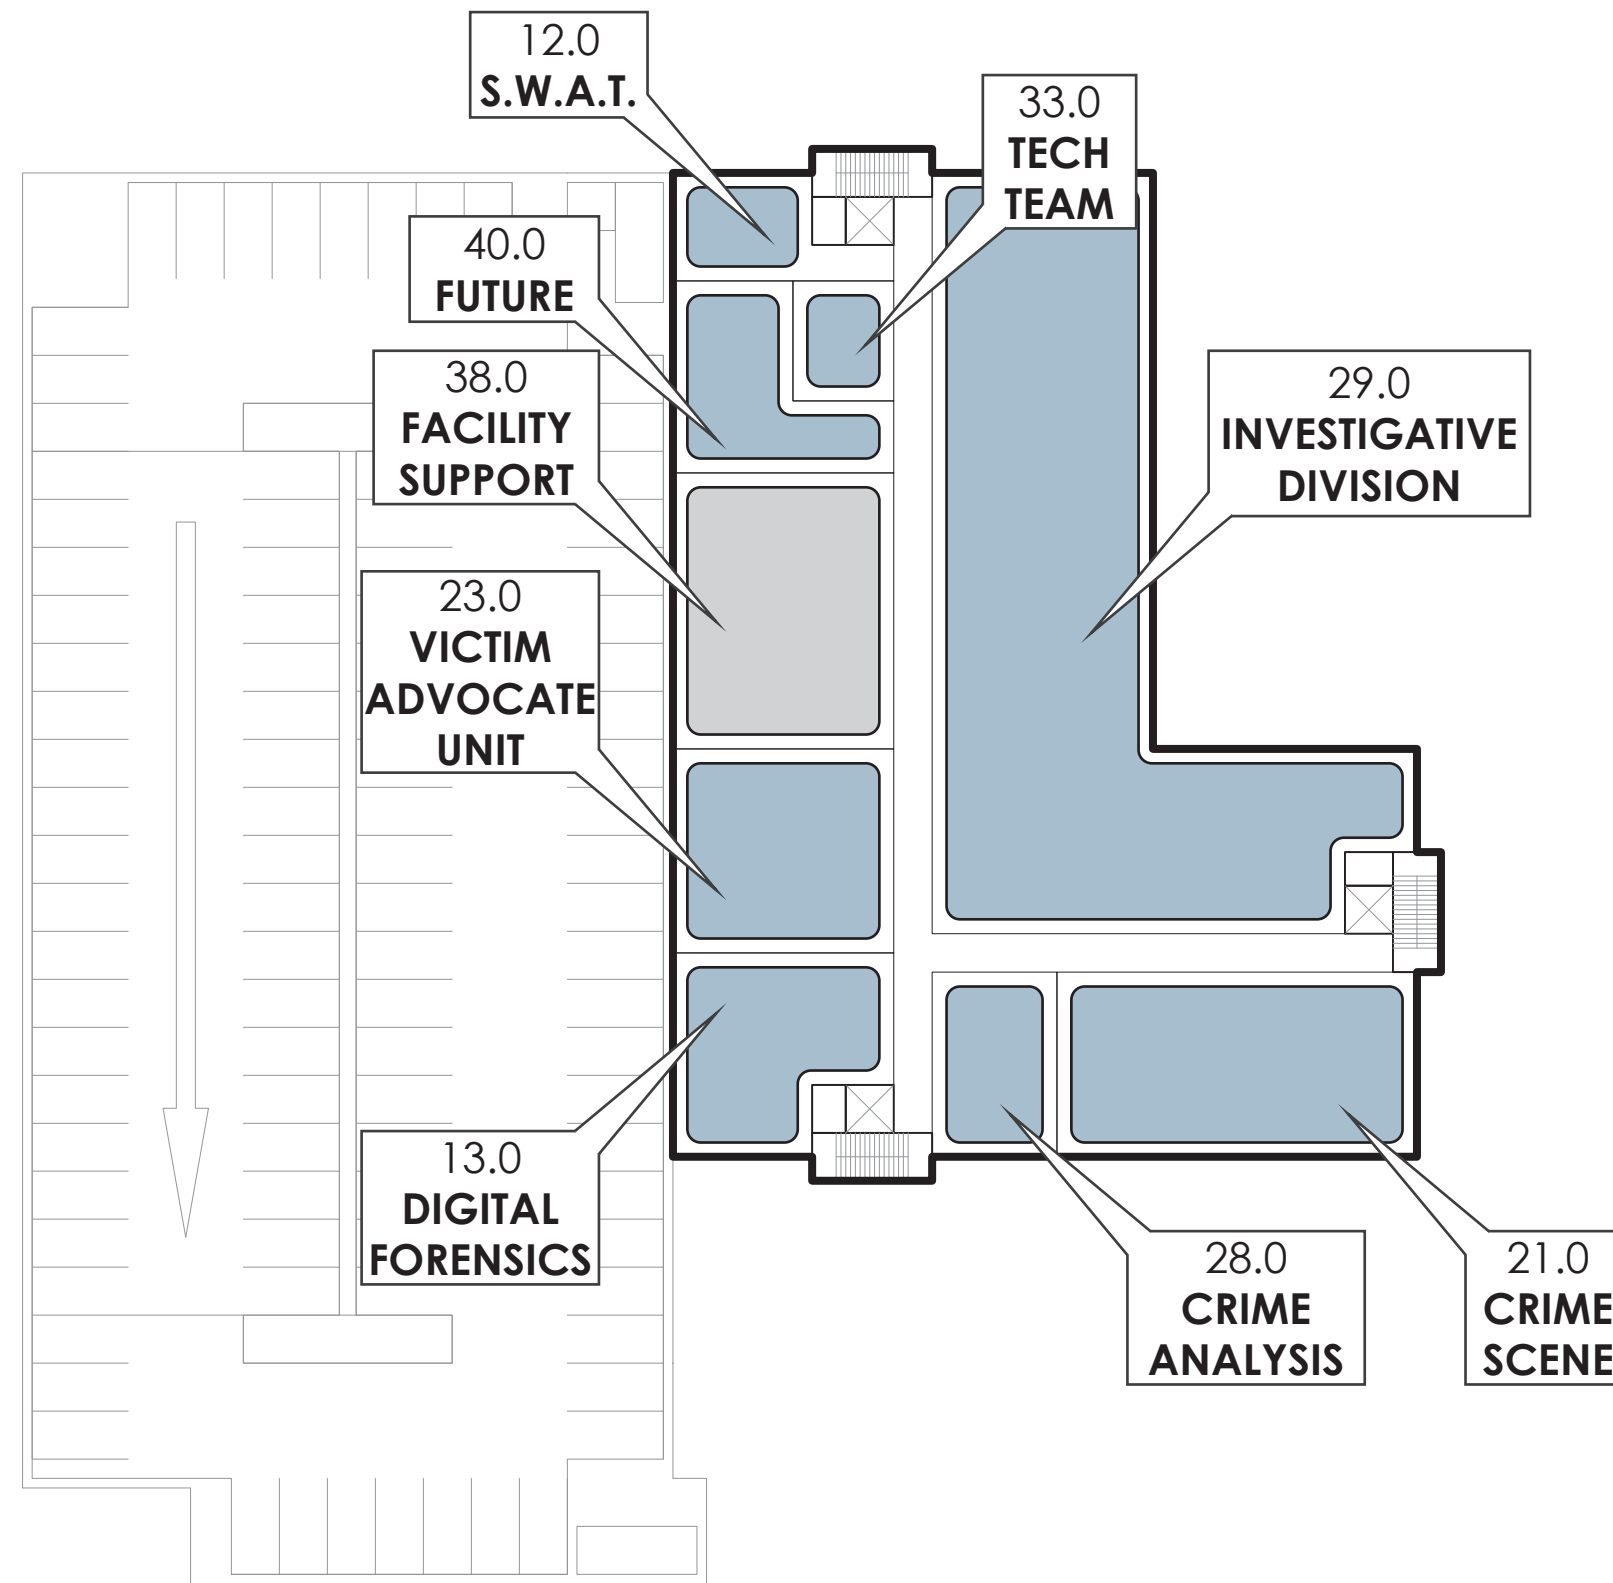 12.0
S.W.A.T.
33.0
TECH
TEAM
40.0
FUTURE
38.0
FACILITY
SUPPORT
29.0
INVESTIGATIVE
DIVISION
23.0
VICTIM
ADVOCATE
UNIT
13.0
DIGITAL
FORENSICS
28.0
CRIME
ANALYSIS
21.0
CRIME
SCENE